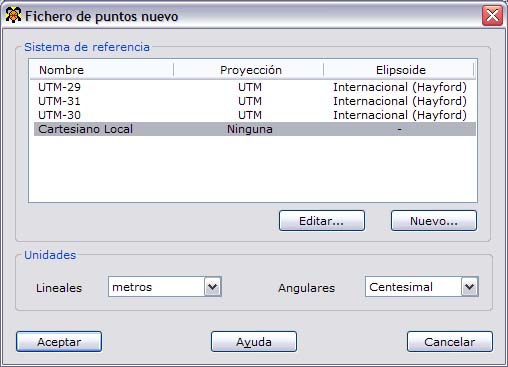 Fichero de puntos nuevo
Sistema de referencia
Nombre Proyección Elipsoide
UTM-29 UTM Internacional (Hayford)
UTM-31 UTM Internacional (Hayford)
UTM-30 UTM Internacional (Hayford)
Cartesiano Local Ninguna -
Editar... Nuevo...
Unidades
Lineales metros Angulares Centesimal
Aceptar Ayuda Cancelar